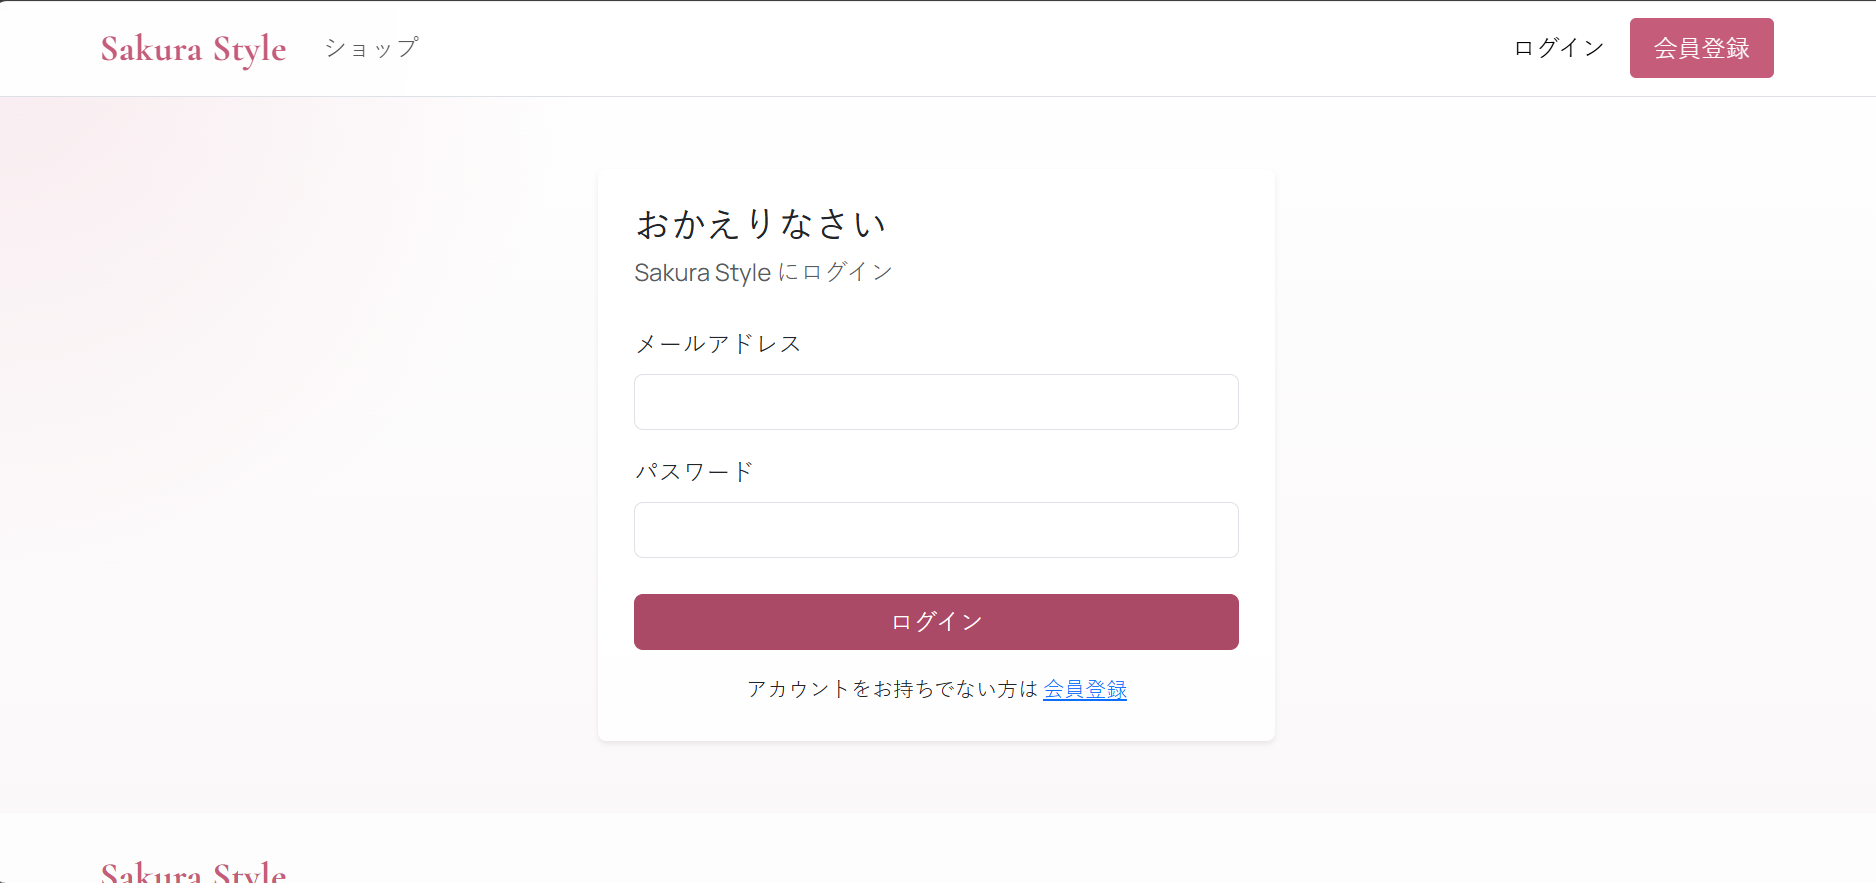 Sakura Style
ショップ
ログイン
会員登録
おかえりなさい
Sakura Style にログイン
メールアドレス
パスワード
ログイン
アカウントをお持ちでない方は 会員登録
Sakura Style